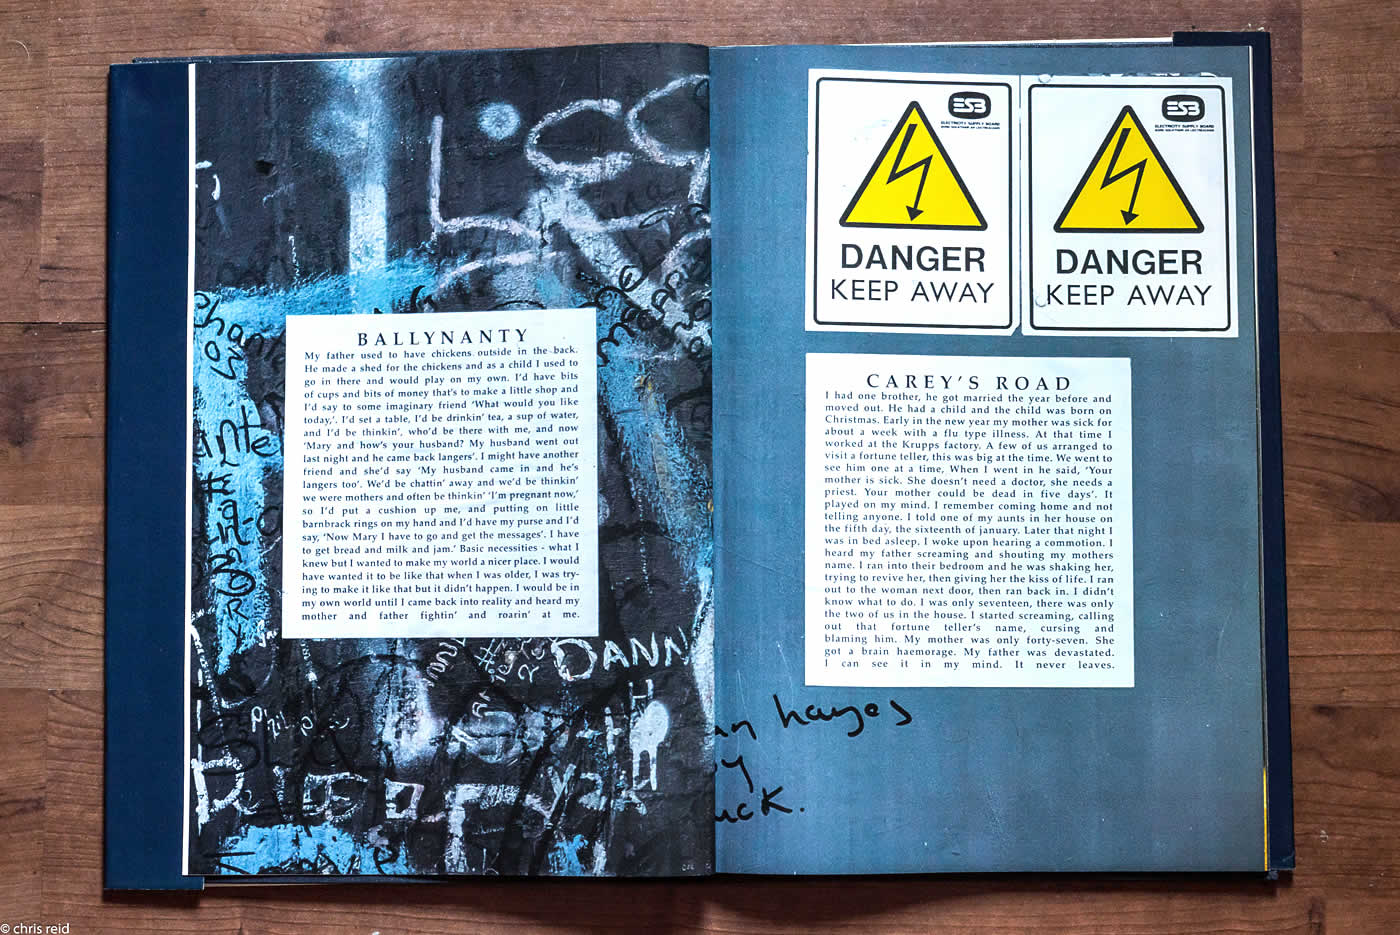 BALLYNANTY
My father used to have chickens outside in the back.
He made a shed for the chickens and as a child I used to
go in there and would play on my own. I'd have bits
of cups and bits of money that's to make a little shop and
I'd say to some imaginary friend 'What would you like
today,'. I'd set a table, I'd be drinkin' tea, a sup of water,
and I'd be thinkin', who'd be there with me, and now
'Mary and how's your husband? My husband went out
last night and he came back langers'. I might have another
friend and she'd say 'My husband came in and he's
langers too'. We'd be chattin' away and we'd be thinkin'
we were mothers and often be thinkin' 'I'm pregnant now,'
so I'd put a cushion up me, and putting on little
barnbrack rings on my hand and I'd have my purse and I'd
say, 'Now Mary I have to go and get the messages'. I have
to get bread and milk and jam.' Basic necessities - what I
knew but I wanted to make my world a nicer place. I would
have wanted it to be like that when I was older, I was try-
ing to make it like that but it didn't happen. I would be in
my own world until I came back into reality and heard my
mother and father fightin' and roarin' at me.
DANN
ESB
ELECTRICITY SUPPLY BOARD
DANGER
KEEP AWAY
ESB
ELECTRICITY SUPPLY BOARD
DANGER
KEEP AWAY
CAREY'S ROAD
I had one brother, he got married the year before and
moved out. He had a child and the child was born on
Christmas. Early in the new year my mother was sick for
about a week with a flu type illness. At that time I
worked at the Krupps factory. A few of us arranged to
visit a fortune teller, this was big at the time. We went to
see him one at a time, When I went in he said, 'Your
mother is sick. She doesn't need a doctor, she needs a
priest. Your mother could be dead in five days'. It
played on my mind. I remember coming home and not
telling anyone. I told one of my aunts in her house on
the fifth day, the sixteenth of january. Later that night I
was in bed asleep. I woke upon hearing a commotion. I
heard my father screaming and shouting my mothers
name. I ran into their bedroom and he was shaking her,
trying to revive her, then giving her the kiss of life. I ran
out to the woman next door, then ran back in. I didn't
know what to do. I was only seventeen, there was only
the two of us in the house. I started screaming, calling
out that fortune teller's name, cursing and
blaming him. My mother was only forty-seven. She
got a brain haemorage. My father was devastated.
I can see it in my mind. It never leaves.
hayes
© chris reid